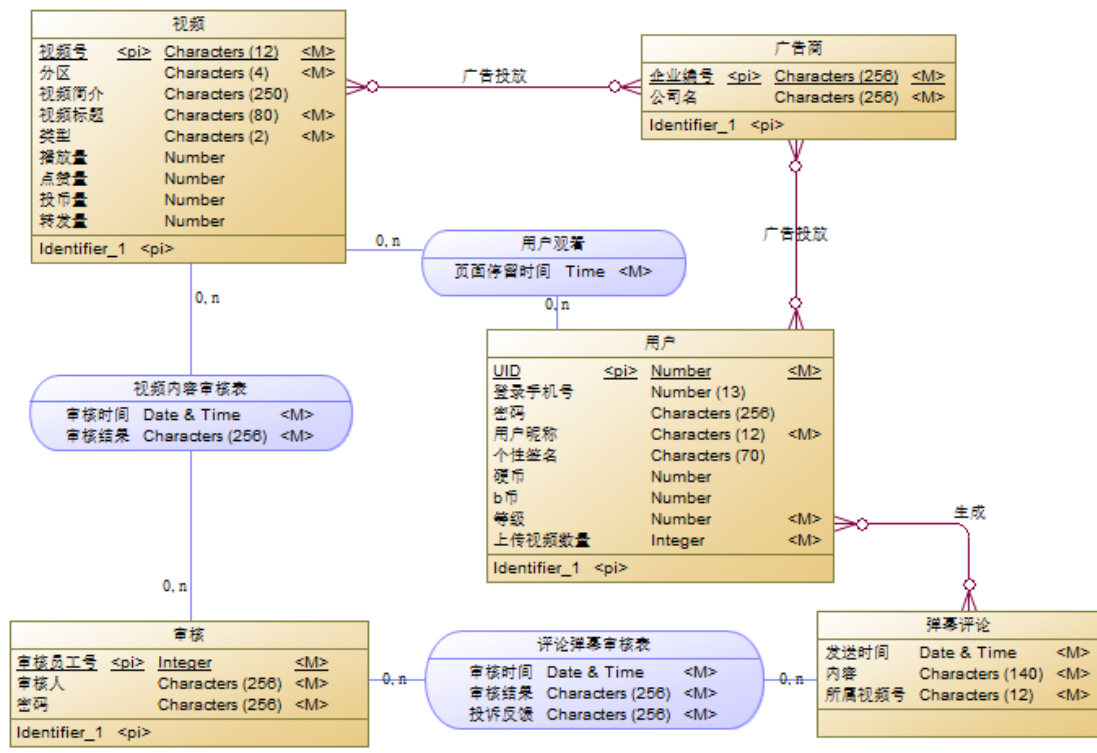 视频
视频号 <pi> Characters (12) <M>
分区 Characters (4) <M>
视频简介 Characters (250)
视频标题 Characters (80) <M>
类型 Characters (2) <M>
播放量 Number
点赞量 Number
投币量 Number
转发量 Number
Identifier_1 <pi>
广告投放
广告商
企业编号 <pi> Characters (256) <M>
公司名 Characters (256) <M>
Identifier_1 <pi>
广告投放
0,n
用户观看
页面停留时间 Time <M>
0,n
0,n
视频内容审核表
审核时间 Date & Time <M>
审核结果 Characters (256) <M>
0,n
用户
UID <pi> Number <M>
登录手机号 Number (13)
密码 Characters (256)
用户昵称 Characters (12) <M>
个性签名 Characters (70)
硬币 Number
b币 Number
等级 Number <M>
上传视频数量 Integer <M>
Identifier_1 <pi>
生成
审核
审核员工号 <pi> Integer <M>
审核人 Characters (256) <M>
密码 Characters (256) <M>
Identifier_1 <pi>
0,n
评论弹幕审核表
审核时间 Date & Time <M>
审核结果 Characters (256) <M>
投诉反馈 Characters (256) <M>
0,n
弹幕评论
发送时间 Date & Time <M>
内容 Characters (140) <M>
所属视频号 Characters (12) <M>